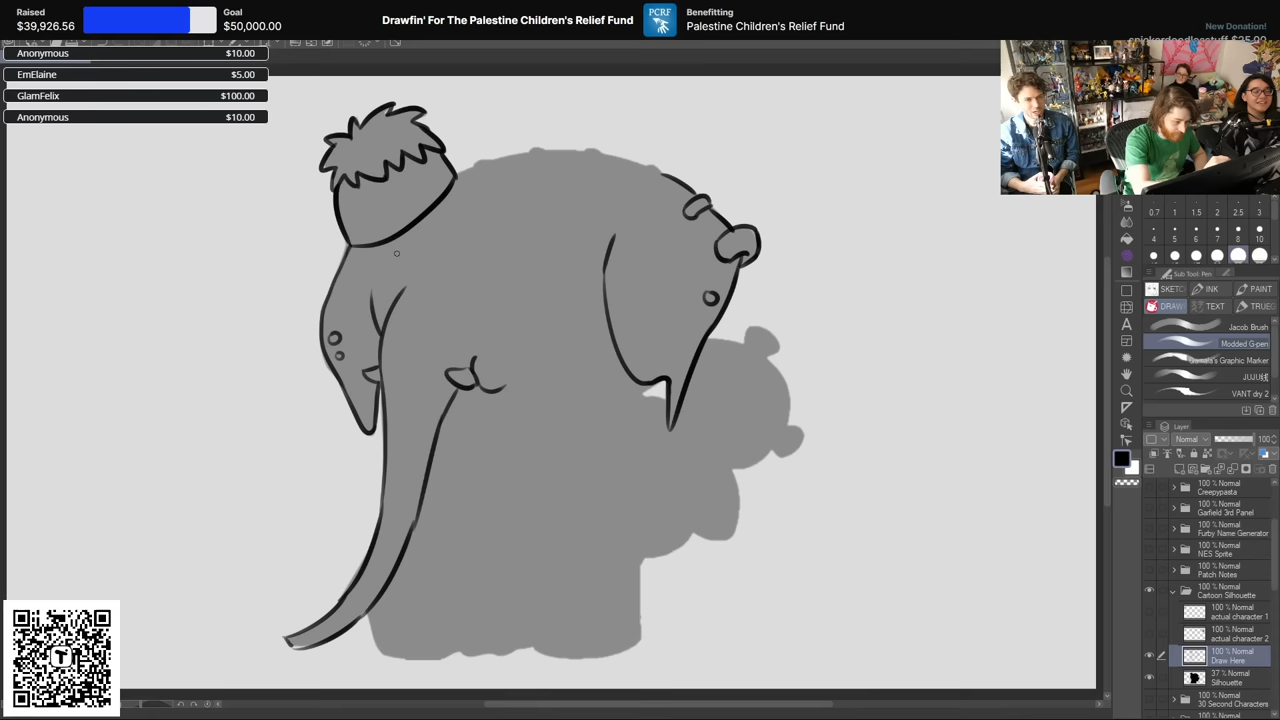 Raised
$39,926.56
Goal
$50,000.00
Drawfin' For The Palestine Children's Relief Fund
PCRF
Benefitting
Palestine Children's Relief Fund
New Donation!
Anonymous $10.00
EmElaine $5.00
GlamFelix $100.00
Anonymous $10.00
0.7 1 1.5 2 2.5 3
4 5 6 7 8 10
Sub Tool: Pen
SKETC INK PAINT
DRAW TEXT TRUE
Jacob Brush
Modded G-pen
Graphic Marker
VANT dry 2
Layer
Normal 100
100 % Normal
Creepypasta
100 % Normal
Garfield 3rd Panel
100 % Normal
Furby Name Generator
100 % Normal
NES Sprite
100 % Normal
Patch Notes
100 % Normal
Cartoon Silhouette
100 % Normal
actual character 1
100 % Normal
actual character 2
100 % Normal
Draw Here
37 % Normal
Silhouette
100 % Normal
30 Second Characters
100 % Normal